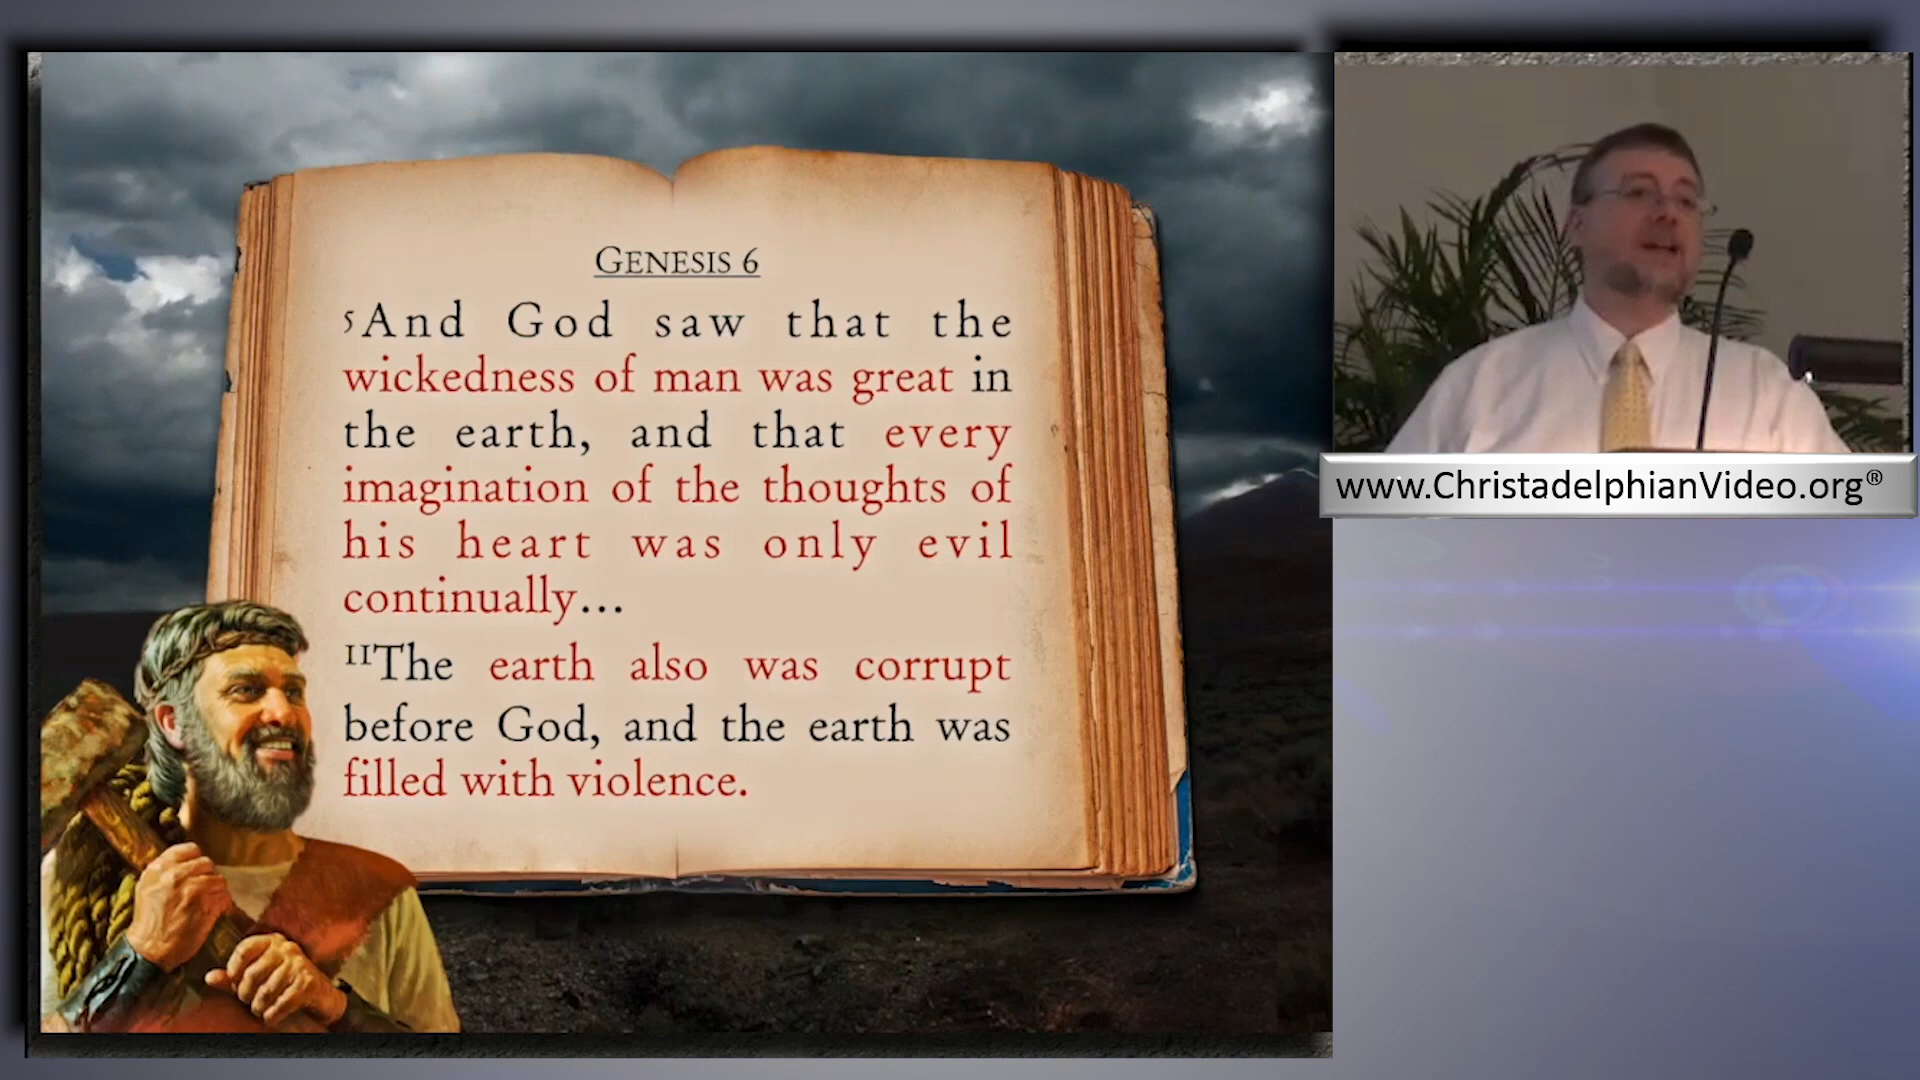 GENESIS 6
⁵And God saw that the
wickedness of man was great in
the earth, and that every
imagination of the thoughts of
his heart was only evil
continually...
¹¹The earth also was corrupt
before God, and the earth was
filled with violence.
www.ChristadelphianVideo.org®